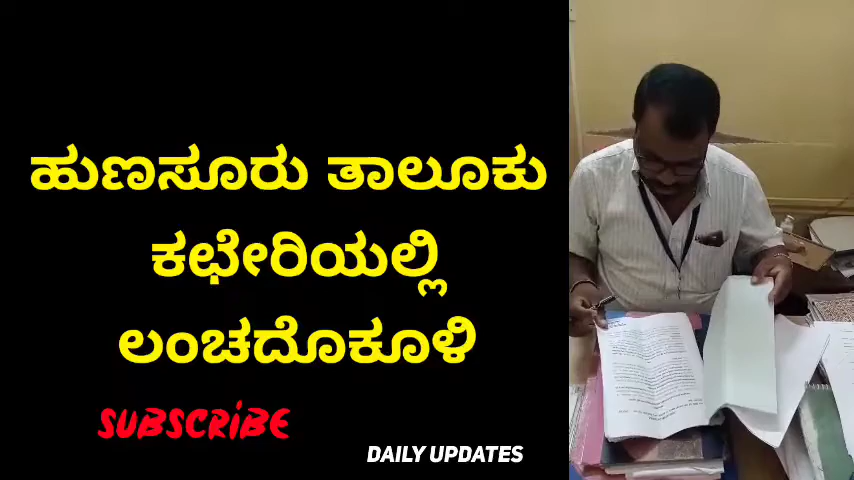 ಹುಣಸೂರು ತಾಲೂಕು
ಕಛೇರಿಯಲ್ಲಿ
ಲಂಚದೊಕೂಳಿ
SUBSCRiBE
DAILY UPDATES